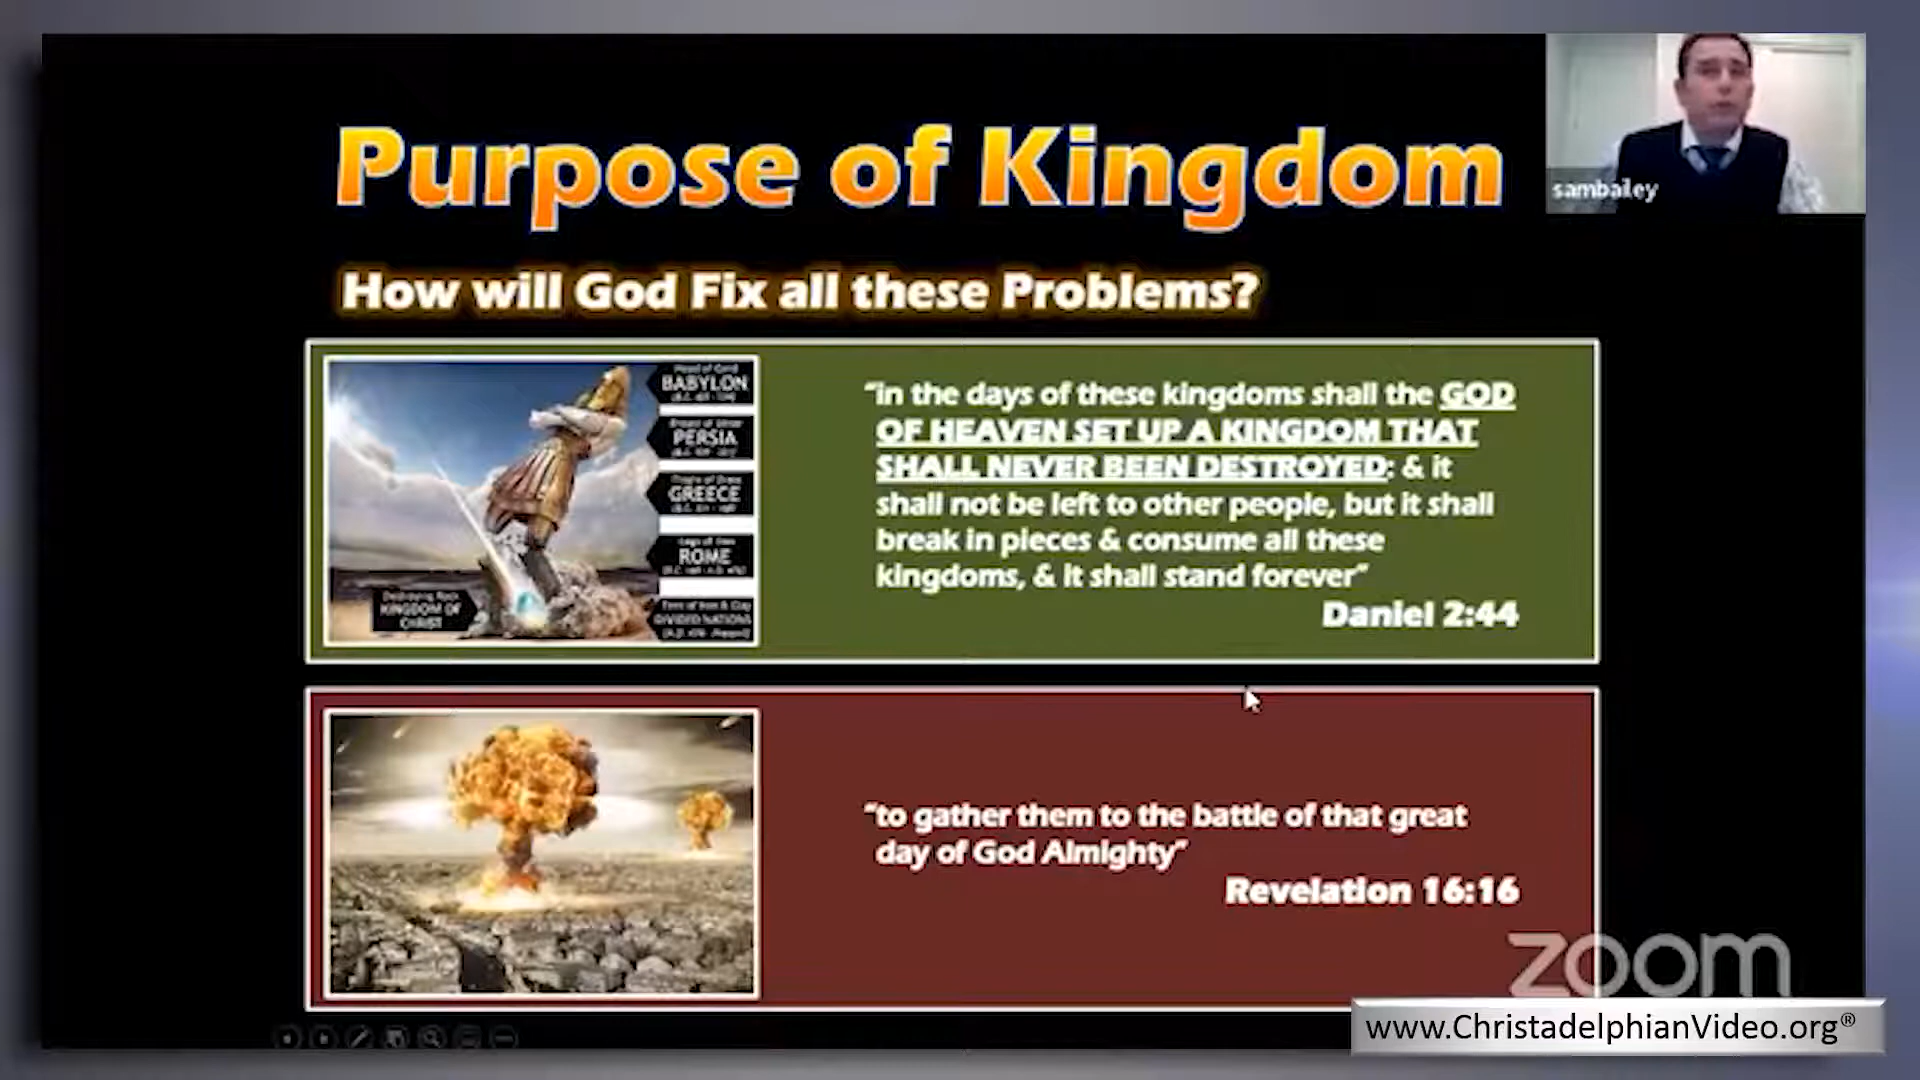 Purpose of Kingdom
sambailey
How will God Fix all these Problems?
BABYLON
PERSIA
GREECE
ROME
DIVIDED NATIONS
Destroying Rock
KINGDOM OF
CHRIST
“in the days of these kingdoms shall the GOD
OF HEAVEN SET UP A KINGDOM THAT
SHALL NEVER BEEN DESTROYED: & it
shall not be left to other people, but it shall
break in pieces & consume all these
kingdoms, & it shall stand forever”
Daniel 2:44
“to gather them to the battle of that great
day of God Almighty”
Revelation 16:16
zoom
www.ChristadelphianVideo.org®